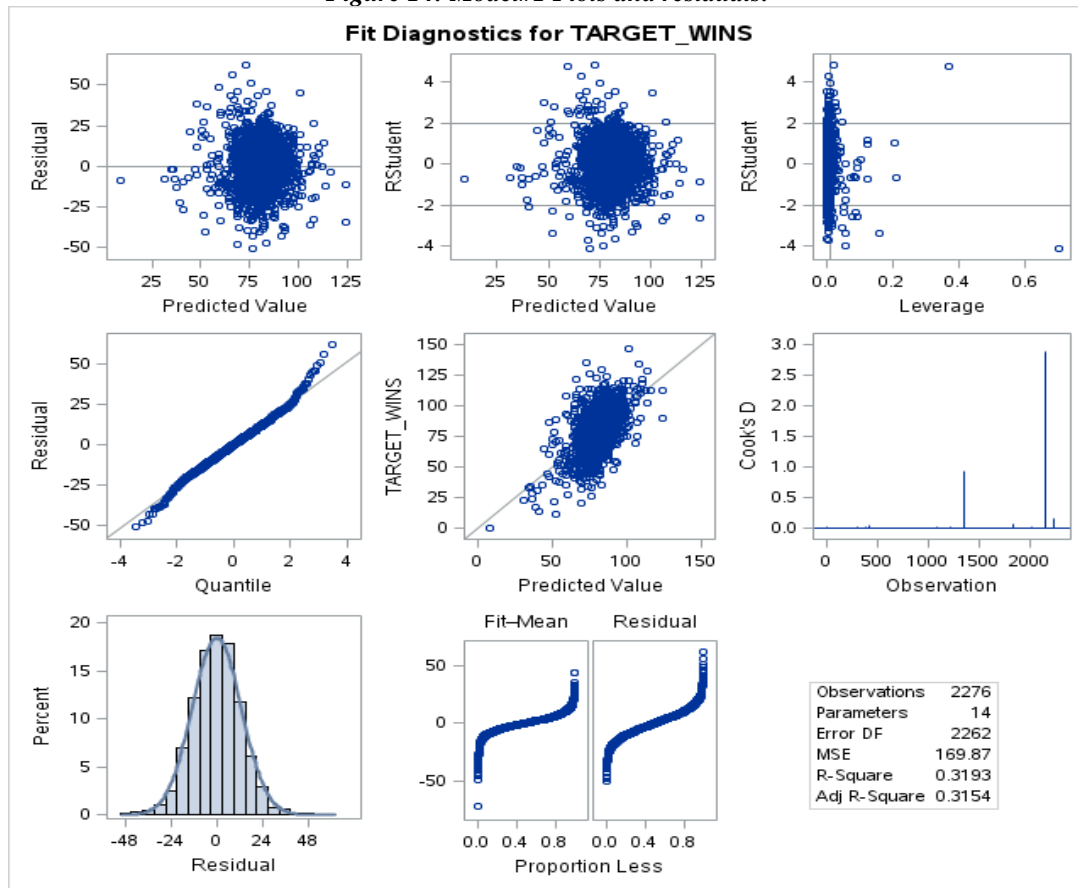 Fit Diagnostics for TARGET_WINS
50
25
0
-25
-50
Residual
25 50 75 100 125
Predicted Value
4
2
0
-2
-4
RStudent
25 50 75 100 125
Predicted Value
4
2
0
-2
-4
RStudent
0.0 0.2 0.4 0.6
Leverage
50
25
0
-25
-50
Residual
-4 -2 0 2 4
Quantile
150
125
100
75
50
25
0
TARGET_WINS
0 50 100 150
Predicted Value
3.0
2.5
2.0
1.5
1.0
0.5
0.0
Cook's D
0 500 1000 1500 2000
Observation
20
15
10
5
0
Percent
-48 -24 0 24 48
Residual
Fit–Mean Residual
50
0
-50
0.0 0.4 0.8 0.0 0.4 0.8
Proportion Less
Observations 2276
Parameters 14
Error DF 2262
MSE 169.87
R-Square 0.3193
Adj R-Square 0.3154